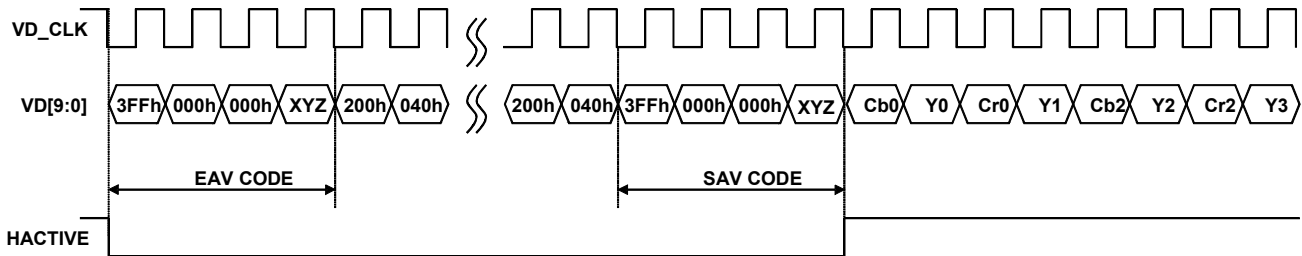 VD_CLK
VD[9:0] 3FFh 000h 000h XYZ 200h 040h 200h 040h 3FFh 000h 000h XYZ Cb0 Y0 Cr0 Y1 Cb2 Y2 Cr2 Y3
EAV CODE SAV CODE
HACTIVE